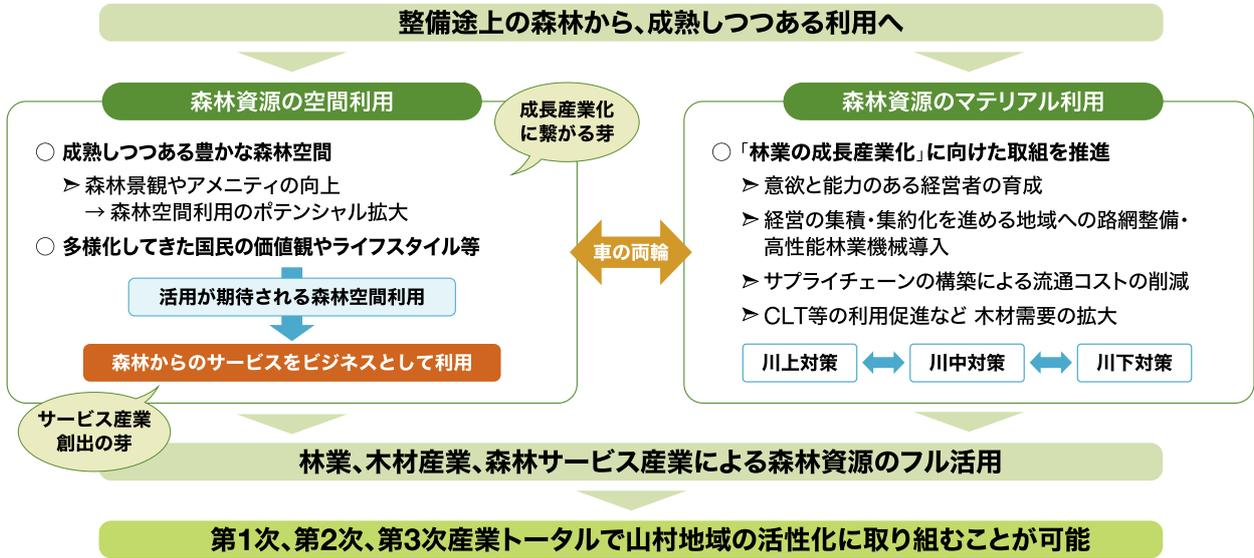 整備途上の森林から、成熟しつつある利用へ
森林資源の空間利用
成長産業化
に繋がる芽
○ 成熟しつつある豊かな森林空間
➢ 森林景観やアメニティの向上
→ 森林空間利用のポテンシャル拡大
○ 多様化してきた国民の価値観やライフスタイル等
活用が期待される森林空間利用
森林からのサービスをビジネスとして利用
サービス産業
創出の芽
車の両輪
森林資源のマテリアル利用
○「林業の成長産業化」に向けた取組を推進
➢ 意欲と能力のある経営者の育成
➢ 経営の集積・集約化を進める地域への路網整備・
高性能林業機械導入
➢ サプライチェーンの構築による流通コストの削減
➢ CLT等の利用促進など 木材需要の拡大
川上対策 川中対策 川下対策
林業、木材産業、森林サービス産業による森林資源のフル活用
第1次、第2次、第3次産業トータルで山村地域の活性化に取り組むことが可能